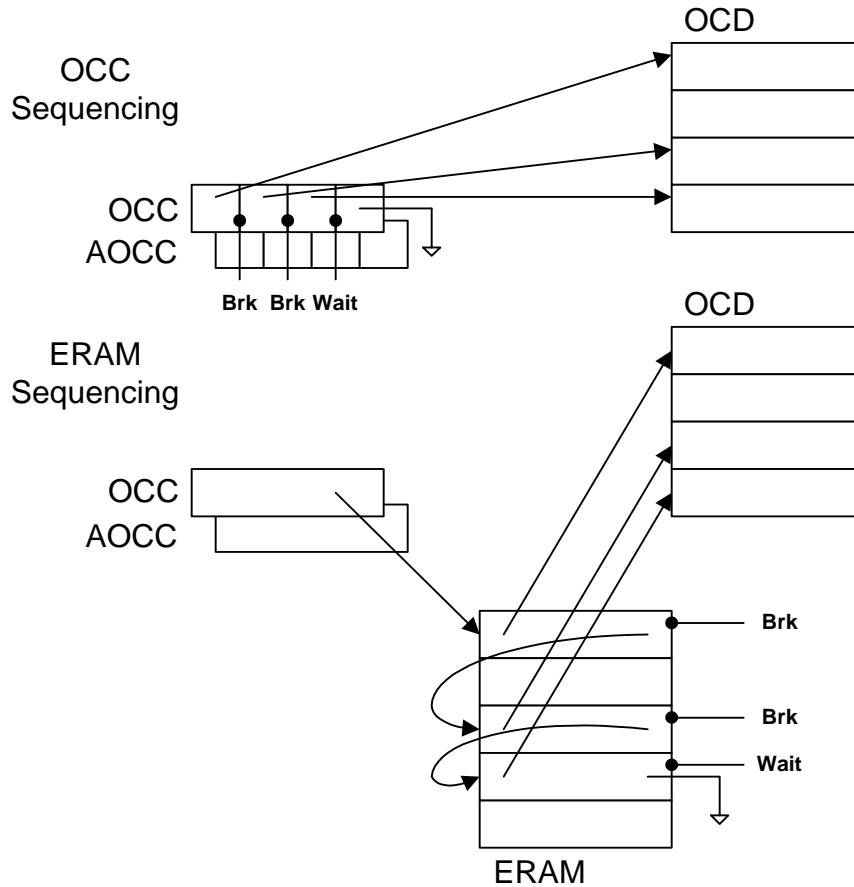 OCD
OCC
Sequencing
OCC
AOCC
Brk Brk Wait
OCD
ERAM
Sequencing
OCC
AOCC
Brk
Brk
Wait
ERAM